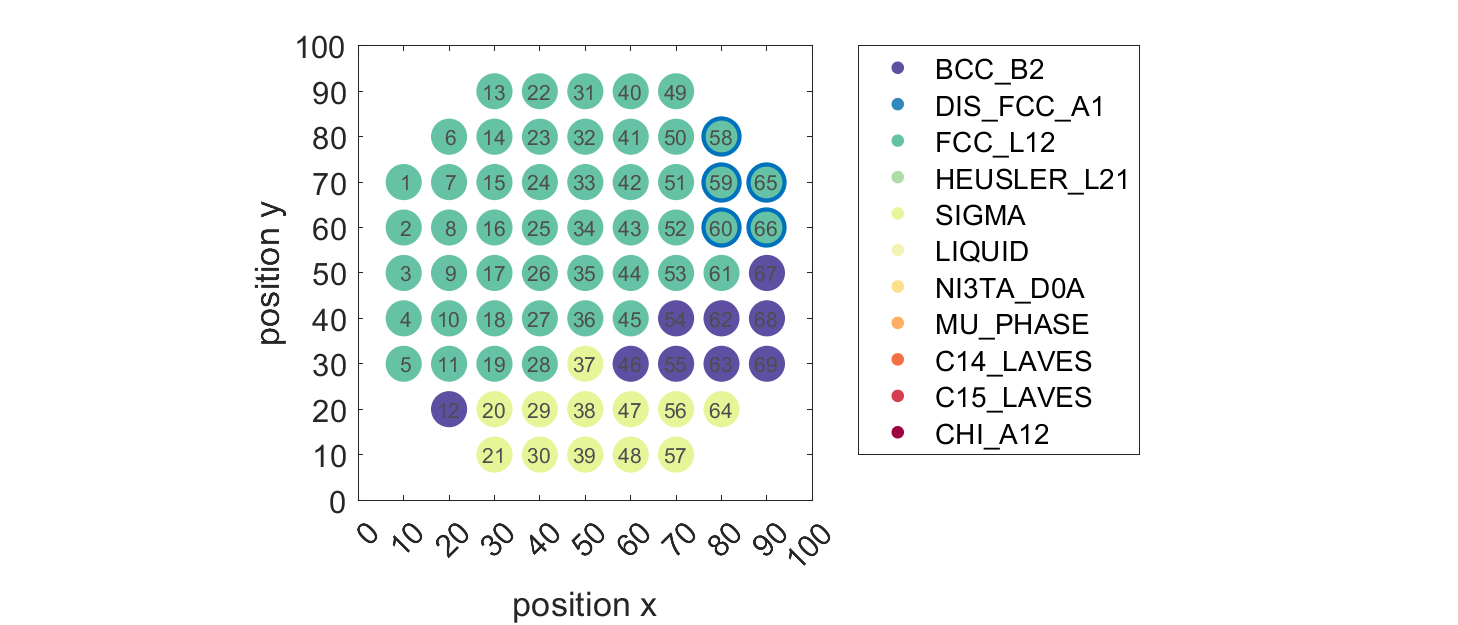 100
90
80
70
60
50
40
30
20
10
0
position y
13 22 31 40 49
6 14 23 32 41 50 58
1 7 15 24 33 42 51 59 65
2 8 16 25 34 43 52 60 66
3 9 17 26 35 44 53 61 67
4 10 18 27 36 45 54 62 68
5 11 19 28 37 46 55 63 69
12 20 29 38 47 56 64
21 30 39 48 57
0 10 20 30 40 50 60 70 80 90 100
position x
BCC_B2
DIS_FCC_A1
FCC_L12
HEUSLER_L21
SIGMA
LIQUID
NI3TA_D0A
MU_PHASE
C14_LAVES
C15_LAVES
CHI_A12